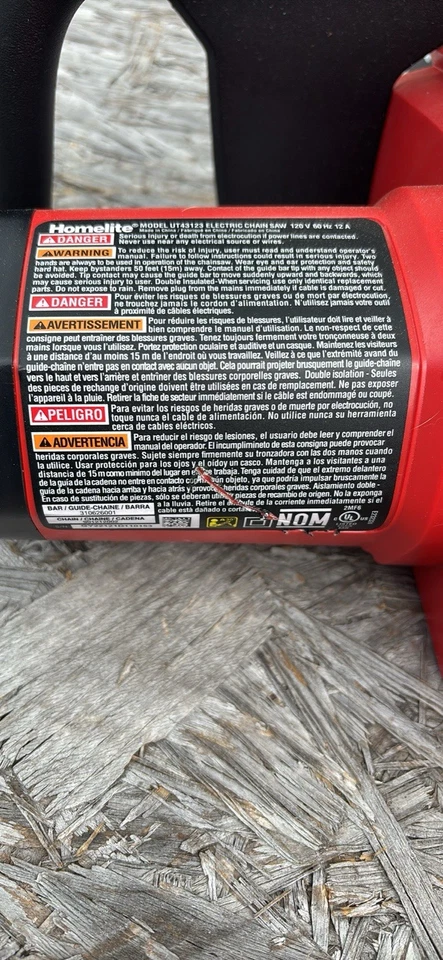 Homelite® MODEL UT43123 ELECTRIC CHAIN SAW 120 V 60 Hz 12 A
Made in China / Fabriqué en Chine / Fabricado en China
DANGER Serious injury or death from electrocution if power lines are contacted.
Never use near any electrical source or wires.
WARNING To reduce the risk of injury, user must read and understand operator's
manual. Failure to follow instructions could result in serious injury. Two
hands are always to be used in operation of the chainsaw. Wear eye and ear protection and safety
hard hat. Keep bystanders 50 feet (15m) away. Contact of the guide bar tip with any object should
be avoided. Tip contact may cause the guide bar to move suddenly upward and backwards, which
may cause serious injury to user. Double Insulated-When servicing use only identical replacement
parts. Do not expose to rain. Remove plug from the mains immediately if cable is damaged or cut.
DANGER Pour éviter les risques de blessures graves ou de mort par électrocution,
ne trouchez jamais le cordon d'alimentation. N'utilisez jamais votre outil
à proximité de câbles électriques.
AVERTISSEMENT Pour réduire les risques de blessures, l'utilisateur doit lire et veiller à
bien comprendre le manuel d'utilisation. Le non-respect de cette
consigne peut entraîner des blessures graves. Tenez toujours fermement votre tronçonneuse à deux
mains lorsque vous l'utilisez. Portez protection oculaire et auditive et un casque. Maintenez les visiteurs
à une distance d'au moins 15 m de l'endroit où vous travaillez. Veillez à ce que l'extrémité avant du
guide-chaîne n'entre pas en contact avec aucun objet. Cela pourrait projeter brusquement le guide-chaîne
vers le haut et vers l'arrière et entraîner des blessures corporelles graves. Double isolation - Seules
des pièces de rechange d'origine doivent être utilisées en cas de remplacement. Ne pas exposer
l'appareil à la pluie. Retirer la fiche de secteur immédiatement si le câble est endommagé ou coupé.
PELIGRO Para evitar los riesgos de heridas graves o de muerte por electrocución, no
toque nunca el cable de alimentación. No utilice nunca su herramienta
cerca de cables eléctricos.
ADVERTENCIA Para reducir el riesgo de lesiones, el usuario debe leer y comprender el
manual del operador. El incumplimineto de esta consigna puede provocar
heridas corporales graves. Sujete siempre firmemente su tronzadora con las dos manos cuando
la utilice. Usar protección para los ojos y el oído y un casco. Mantenga a los visitantes a una
distancia de 15 m como mínimo del lugar en el que trabaja. Tenga cuidado de que el extremo delantero
de la guía de la cadena no entre en contacto con ningún objeto, ya que podría impulsar bruscamente la
guía de la cadena hacia arriba y hacia atrás y provocar heridas corporales graves. Aislamiento doble -
En caso de sustitución de piezas, sólo se deberán utilizar piezas de recambio de origen. No la exponga
a la lluvia. Retire el enchufe de la corriente immediatamente si el
cable está dañado o cortado.
BAR / GUIDE-CHAÎNE / BARRA
310626001
CHAIN / CHAÎNE / CADENA
NOM
2MF6
C UL US